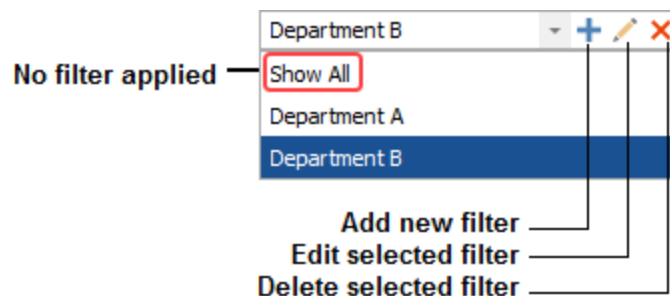 Department B
No filter applied
Show All
Department A
Department B
Add new filter
Edit selected filter
Delete selected filter